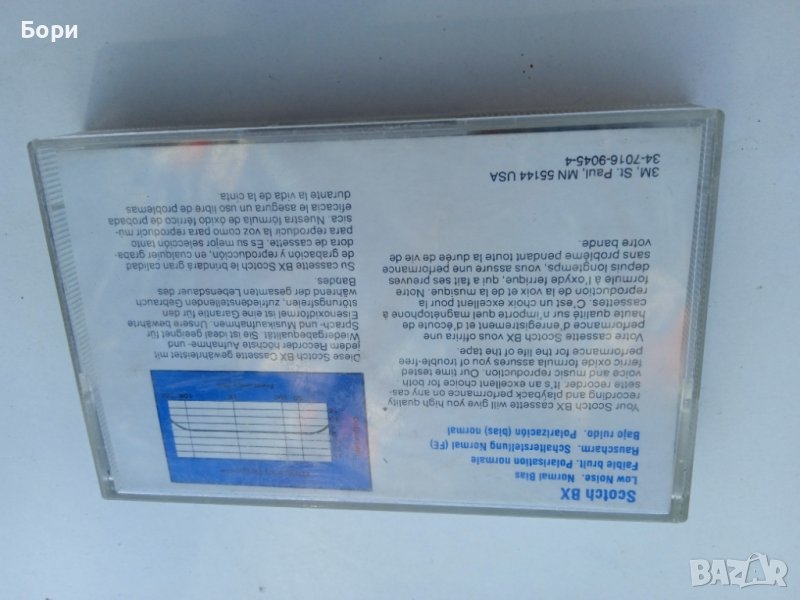 Бори
Scotch BX
Low Noise. Normal Bias
Faible bruit. Polarisation normale
Rauscharm. Schalterstellung Normal (FE)
Bajo ruido. Polarización (bias) normal
Your Scotch BX cassette will give you high quality
recording and playback performance on any cas-
sette recorder. It's an excellent choice for both
voice and music reproduction. Our time tested
ferric oxide formula assures you of trouble-free
performance for the life of the tape.
Votre cassette Scotch BX vous offrira une
performance d'enregistrement et d'écoute de
haute qualité sur n'importe quel magnétophone à
cassettes. C'est un choix excellent pour la
reproduction de la voix et de la musique. Notre
formule à l'oxyde ferrique, qui a fait ses preuves
depuis longtemps, vous assure une performance
sans problème pendant toute la durée de vie de
votre bande.
Diese Scotch BX Cassette gewährleistet mit
jedem Recorder höchste Aufnahme-und
Wiedergabequalität. Sie ist ideal geeignet für
Sprach- und Musikaufnahmen. Unsere bewährte
Eisenoxidformel ist eine Garantie für den
störungsfreien, zufriedenstellenden Gebrauch
während der gesamten Lebensdauer des
Bandes.
Su cassette Scotch BX le brindará gran calidad
de grabación y reproducción, en cualquier graba-
dora de cassette. Es su mejor selección tanto
para reproducir la voz como para reproducir mú-
sica. Nuestra fórmula de óxido férrico de probada
eficacia le asegura un uso libre de problemas
durante la vida de la cinta.
3M, St. Paul, MN 55144 USA
34-7016-9045-4
BAZAR